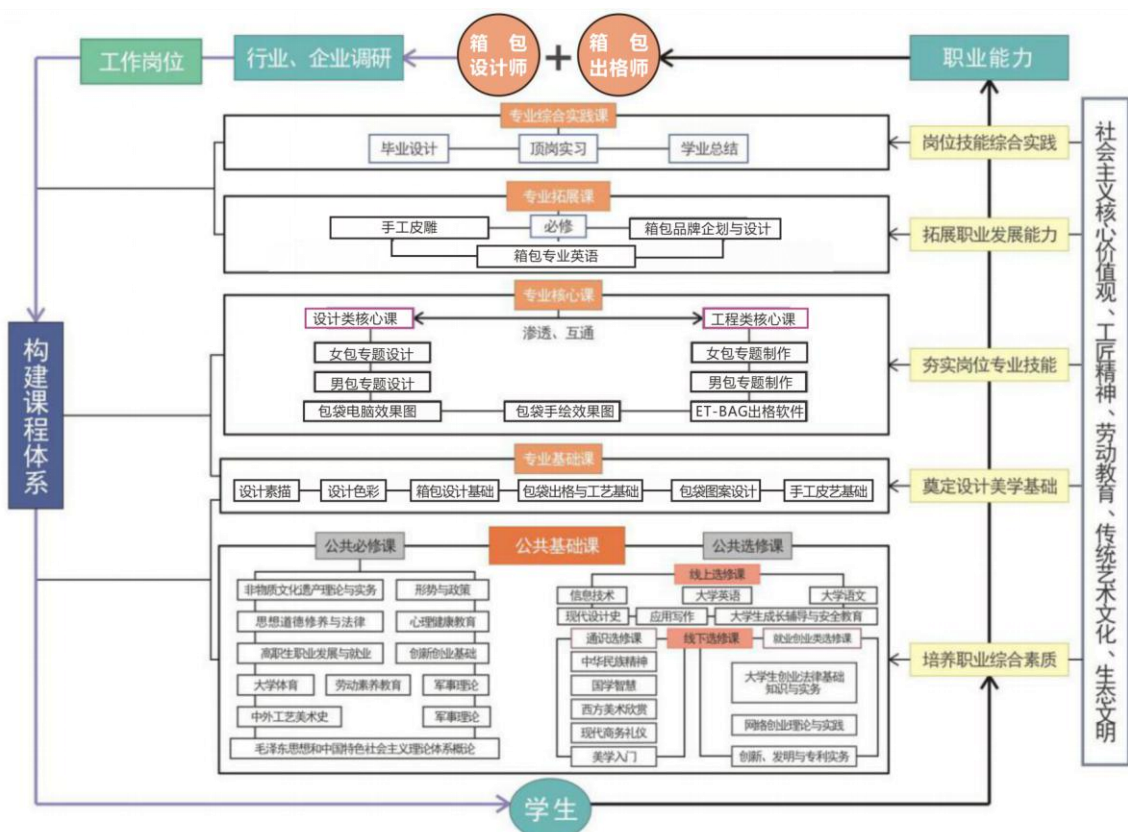 工作岗位
行业、企业调研
箱 包
设计师
+
箱 包
出格师
职业能力
专业综合实践课
毕业设计
顶岗实习
学业总结
岗位技能综合实践
专业拓展课
手工皮雕
必修
箱包品牌企划与设计
箱包专业英语
拓展职业发展能力
专业核心课
设计类核心课
渗透、互通
工程类核心课
女包专题设计
女包专题制作
男包专题设计
男包专题制作
包袋电脑效果图
包袋手绘效果图
ET-BAG出格软件
夯实岗位专业技能
构建课程体系
专业基础课
设计素描
设计色彩
箱包设计基础
包袋出格与工艺基础
包袋图案设计
手工皮艺基础
奠定设计美学基础
公共必修课
公共基础课
公共选修课
非物质文化遗产理论与实务
形势与政策
思想道德修养与法律
心理健康教育
高职生职业发展与就业
创新创业基础
大学体育
劳动素养教育
军事理论
中外工艺美术史
军事理论
毛泽东思想和中国特色社会主义理论体系概论
线上选修课
信息技术
大学英语
大学语文
现代设计史
应用写作
大学生成长辅导与安全教育
通识选修课
线下选修课
就业创业类选修课
中华民族精神
国学智慧
西方美术欣赏
现代商务礼仪
美学入门
大学生创业法律基础
知识与实务
网络创业理论与实践
创新、发明与专利实务
培养职业综合素质
社会主义核心价值观、工匠精神、劳动教育、传统艺术文化、生态文明
学生